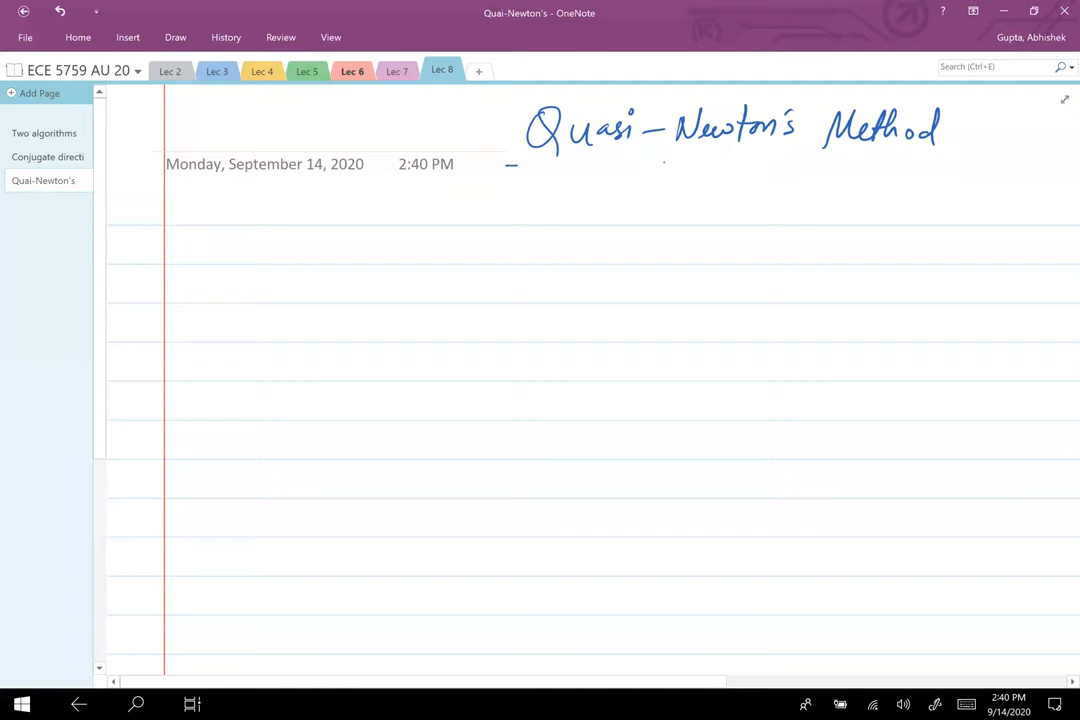 Quai-Newton's - OneNote
?
File
Home
Insert
Draw
History
Review
View
Gupta, Abhishek
ECE 5759 AU 20
Lec 2
Lec 3
Lec 4
Lec 5
Lec 6
Lec 7
Lec 8
+
Search (Ctrl+E)
Add Page
Two algorithms
Conjugate directi
Quai-Newton's
Quasi-Newton's Method
Monday, September 14, 2020 2:40 PM
2:40 PM
9/14/2020